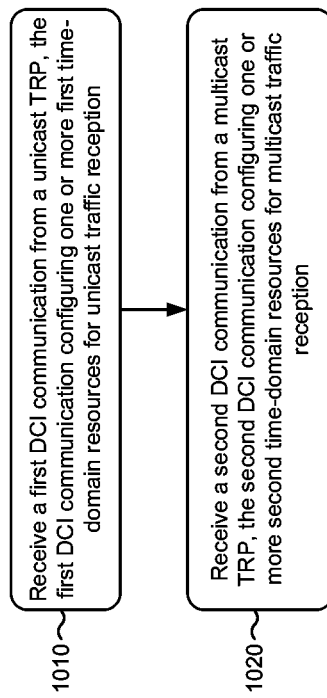 1010
Receive a first DCI communication from a unicast TRP, the
first DCI communication configuring one or more first time-
domain resources for unicast traffic reception
1020
Receive a second DCI communication from a multicast
TRP, the second DCI communication configuring one or
more second time-domain resources for multicast traffic
reception